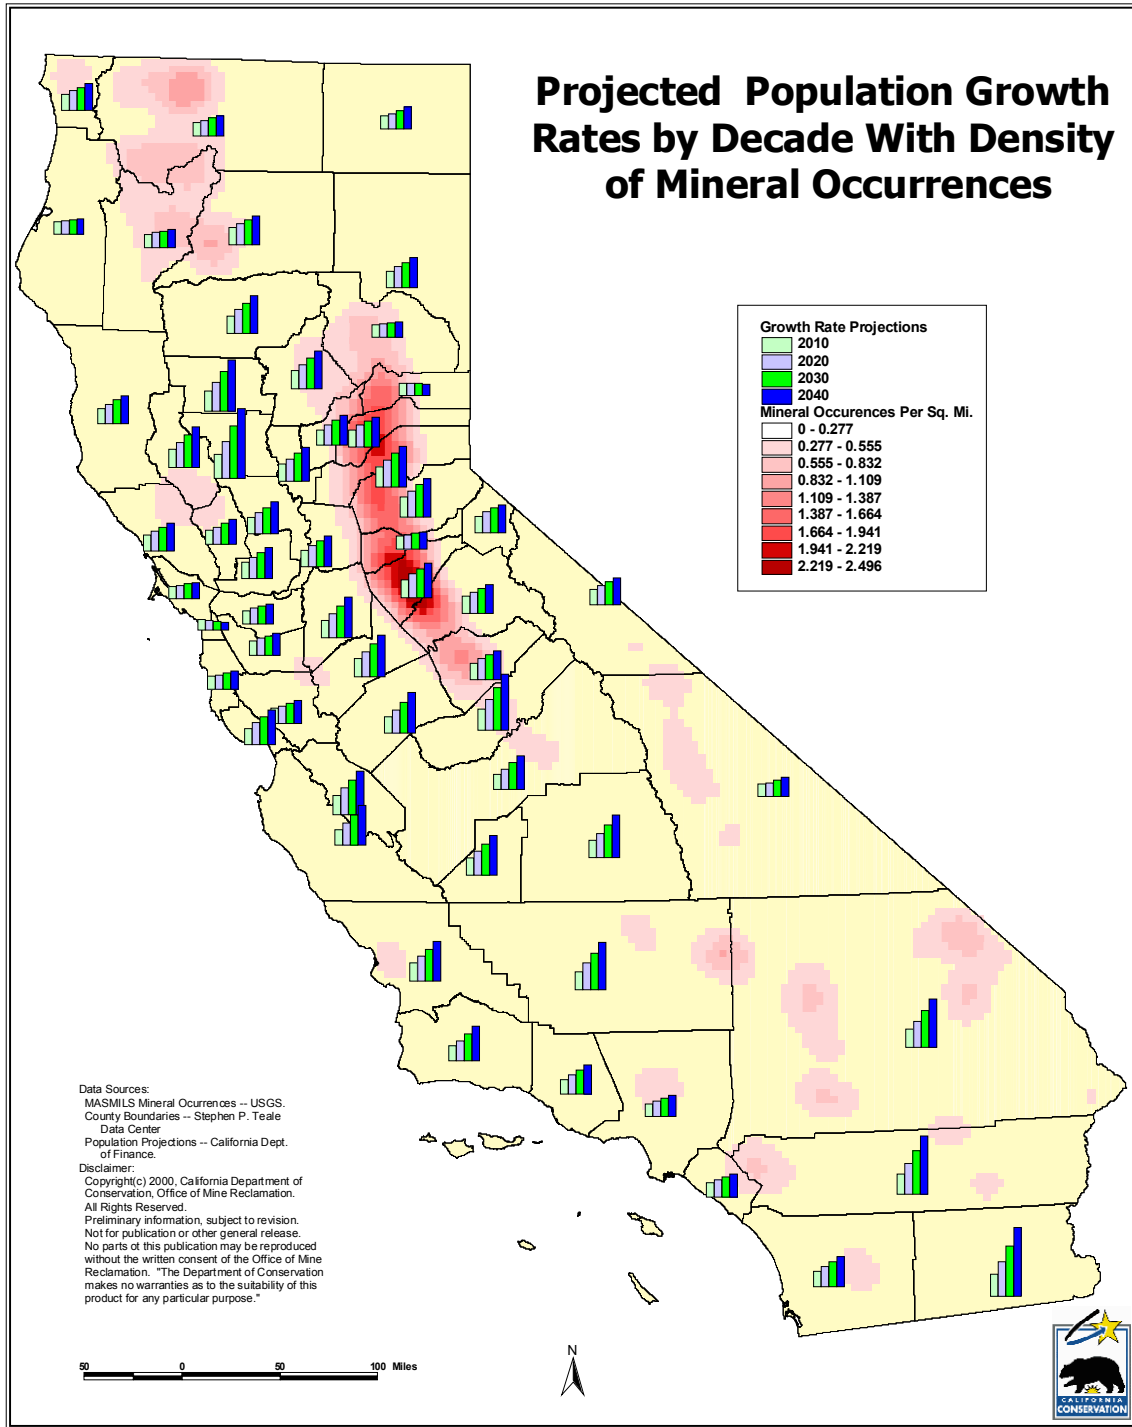 Projected Population Growth
Rates by Decade With Density
of Mineral Occurrences
Growth Rate Projections
2010
2020
2030
2040
Mineral Occurences Per Sq. Mi.
0 - 0.277
0.277 - 0.555
0.555 - 0.832
0.832 - 1.109
1.109 - 1.387
1.387 - 1.664
1.664 - 1.941
1.941 - 2.219
2.219 - 2.496
Data Sources:
MASMILS Mineral Ocurrences -- USGS.
County Boundaries -- Stephen P. Teale
Data Center
Population Projections -- California Dept.
of Finance.
Disclaimer:
Copyright(c) 2000, California Department of
Conservation, Office of Mine Reclamation.
All Rights Reserved.
Preliminary information, subject to revision.
Not for publication or other general release.
No parts ot this publication may be reproduced
without the written consent of the Office of Mine
Reclamation. "The Department of Conservation
makes no warranties as to the suitability of this
product for any particular purpose."
50 0 50 100 Miles
N
CALIFORNIA
CONSERVATION